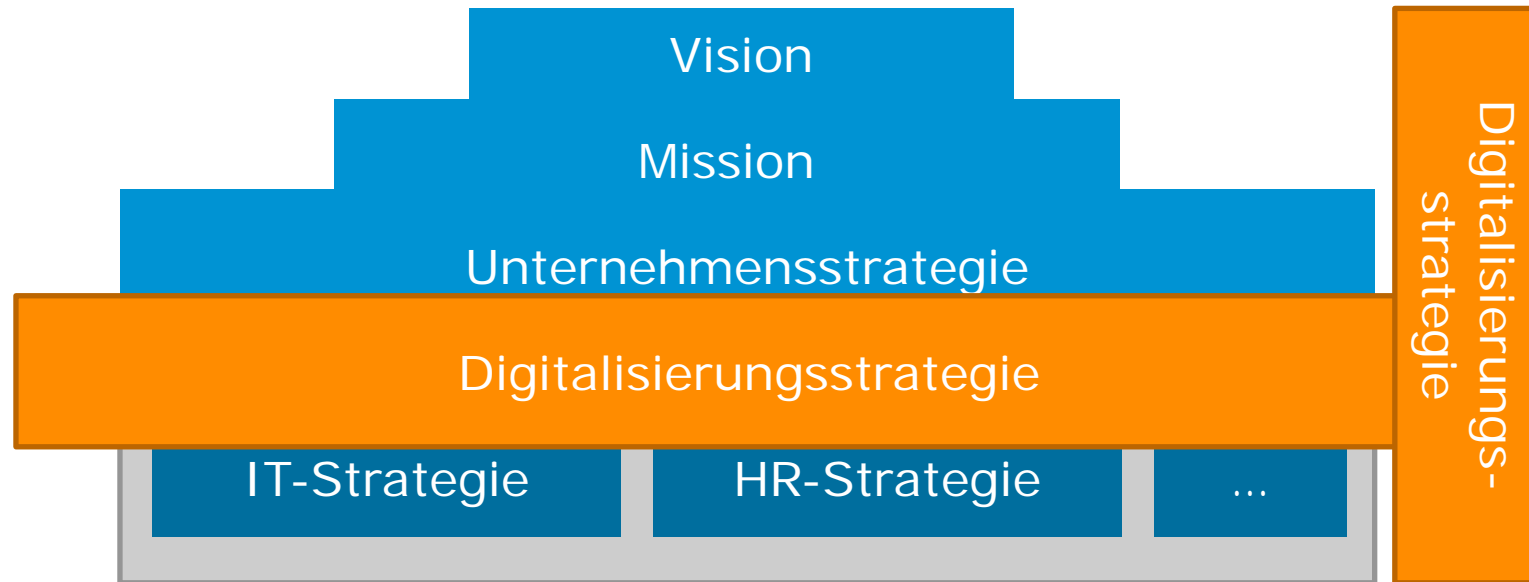 Vision
Mission
Unternehmensstrategie
Digitalisierungsstrategie
IT-Strategie
HR-Strategie
...
Digitalisierungs-
strategie